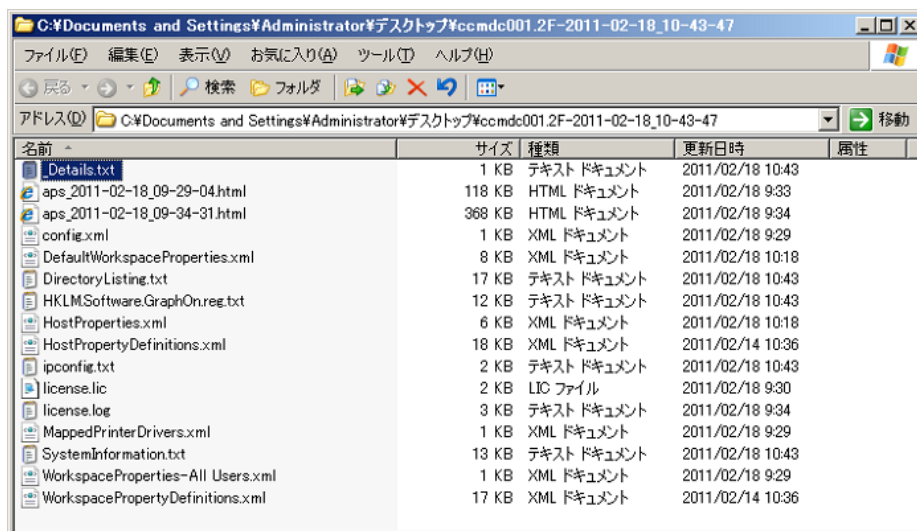 C:¥Documents and Settings¥Administrator¥デスクトップ¥ccmdc001.2F-2011-02-18_10-43-47
ファイル(F) 編集(E) 表示(V) お気に入り(A) ツール(T) ヘルプ(H)
戻る 検索 フォルダ
アドレス(D) C:¥Documents and Settings¥Administrator¥デスクトップ¥ccmdc001.2F-2011-02-18_10-43-47 移動
名前 サイズ 種類 更新日時 属性
_Details.txt 1 KB テキスト ドキュメント 2011/02/18 10:43
aps_2011-02-18_09-29-04.html 118 KB HTML ドキュメント 2011/02/18 9:33
aps_2011-02-18_09-34-31.html 368 KB HTML ドキュメント 2011/02/18 9:34
config.xml 1 KB XML ドキュメント 2011/02/18 9:29
DefaultWorkspaceProperties.xml 8 KB XML ドキュメント 2011/02/18 10:18
DirectoryListing.txt 17 KB テキスト ドキュメント 2011/02/18 10:43
HKLM.Software.GraphOn.reg.txt 12 KB テキスト ドキュメント 2011/02/18 10:43
HostProperties.xml 6 KB XML ドキュメント 2011/02/18 10:18
HostPropertyDefinitions.xml 18 KB XML ドキュメント 2011/02/14 10:36
ipconfig.txt 2 KB テキスト ドキュメント 2011/02/18 10:43
license.lic 2 KB LIC ファイル 2011/02/18 9:30
license.log 3 KB テキスト ドキュメント 2011/02/18 9:34
MappedPrinterDrivers.xml 1 KB XML ドキュメント 2011/02/18 9:29
SystemInformation.txt 13 KB テキスト ドキュメント 2011/02/18 10:43
WorkspaceProperties-All Users.xml 1 KB XML ドキュメント 2011/02/18 9:29
WorkspacePropertyDefinitions.xml 17 KB XML ドキュメント 2011/02/14 10:36